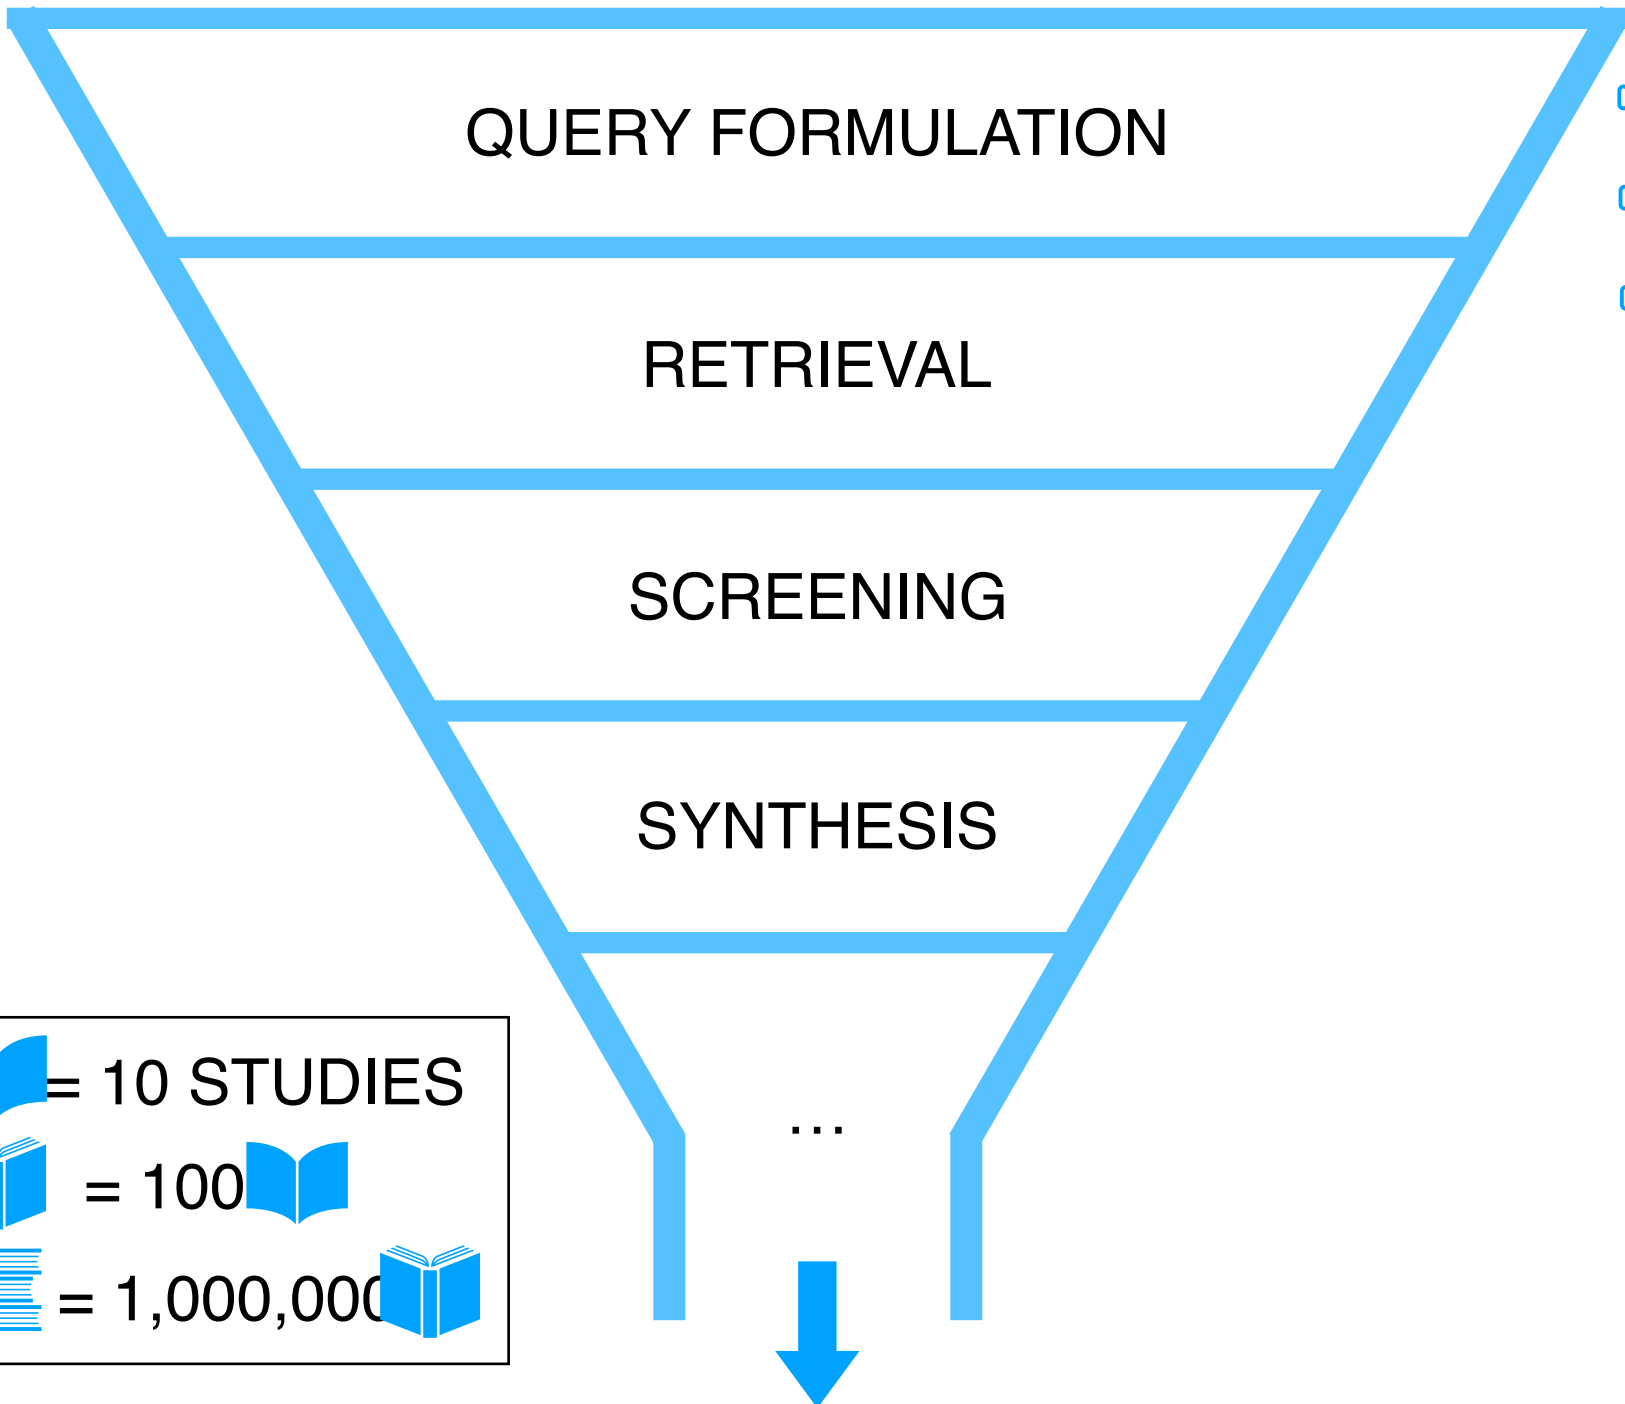 QUERY FORMULATION
RETRIEVAL
SCREENING
SYNTHESIS
...
= 10 STUDIES
= 100
= 1,000,000